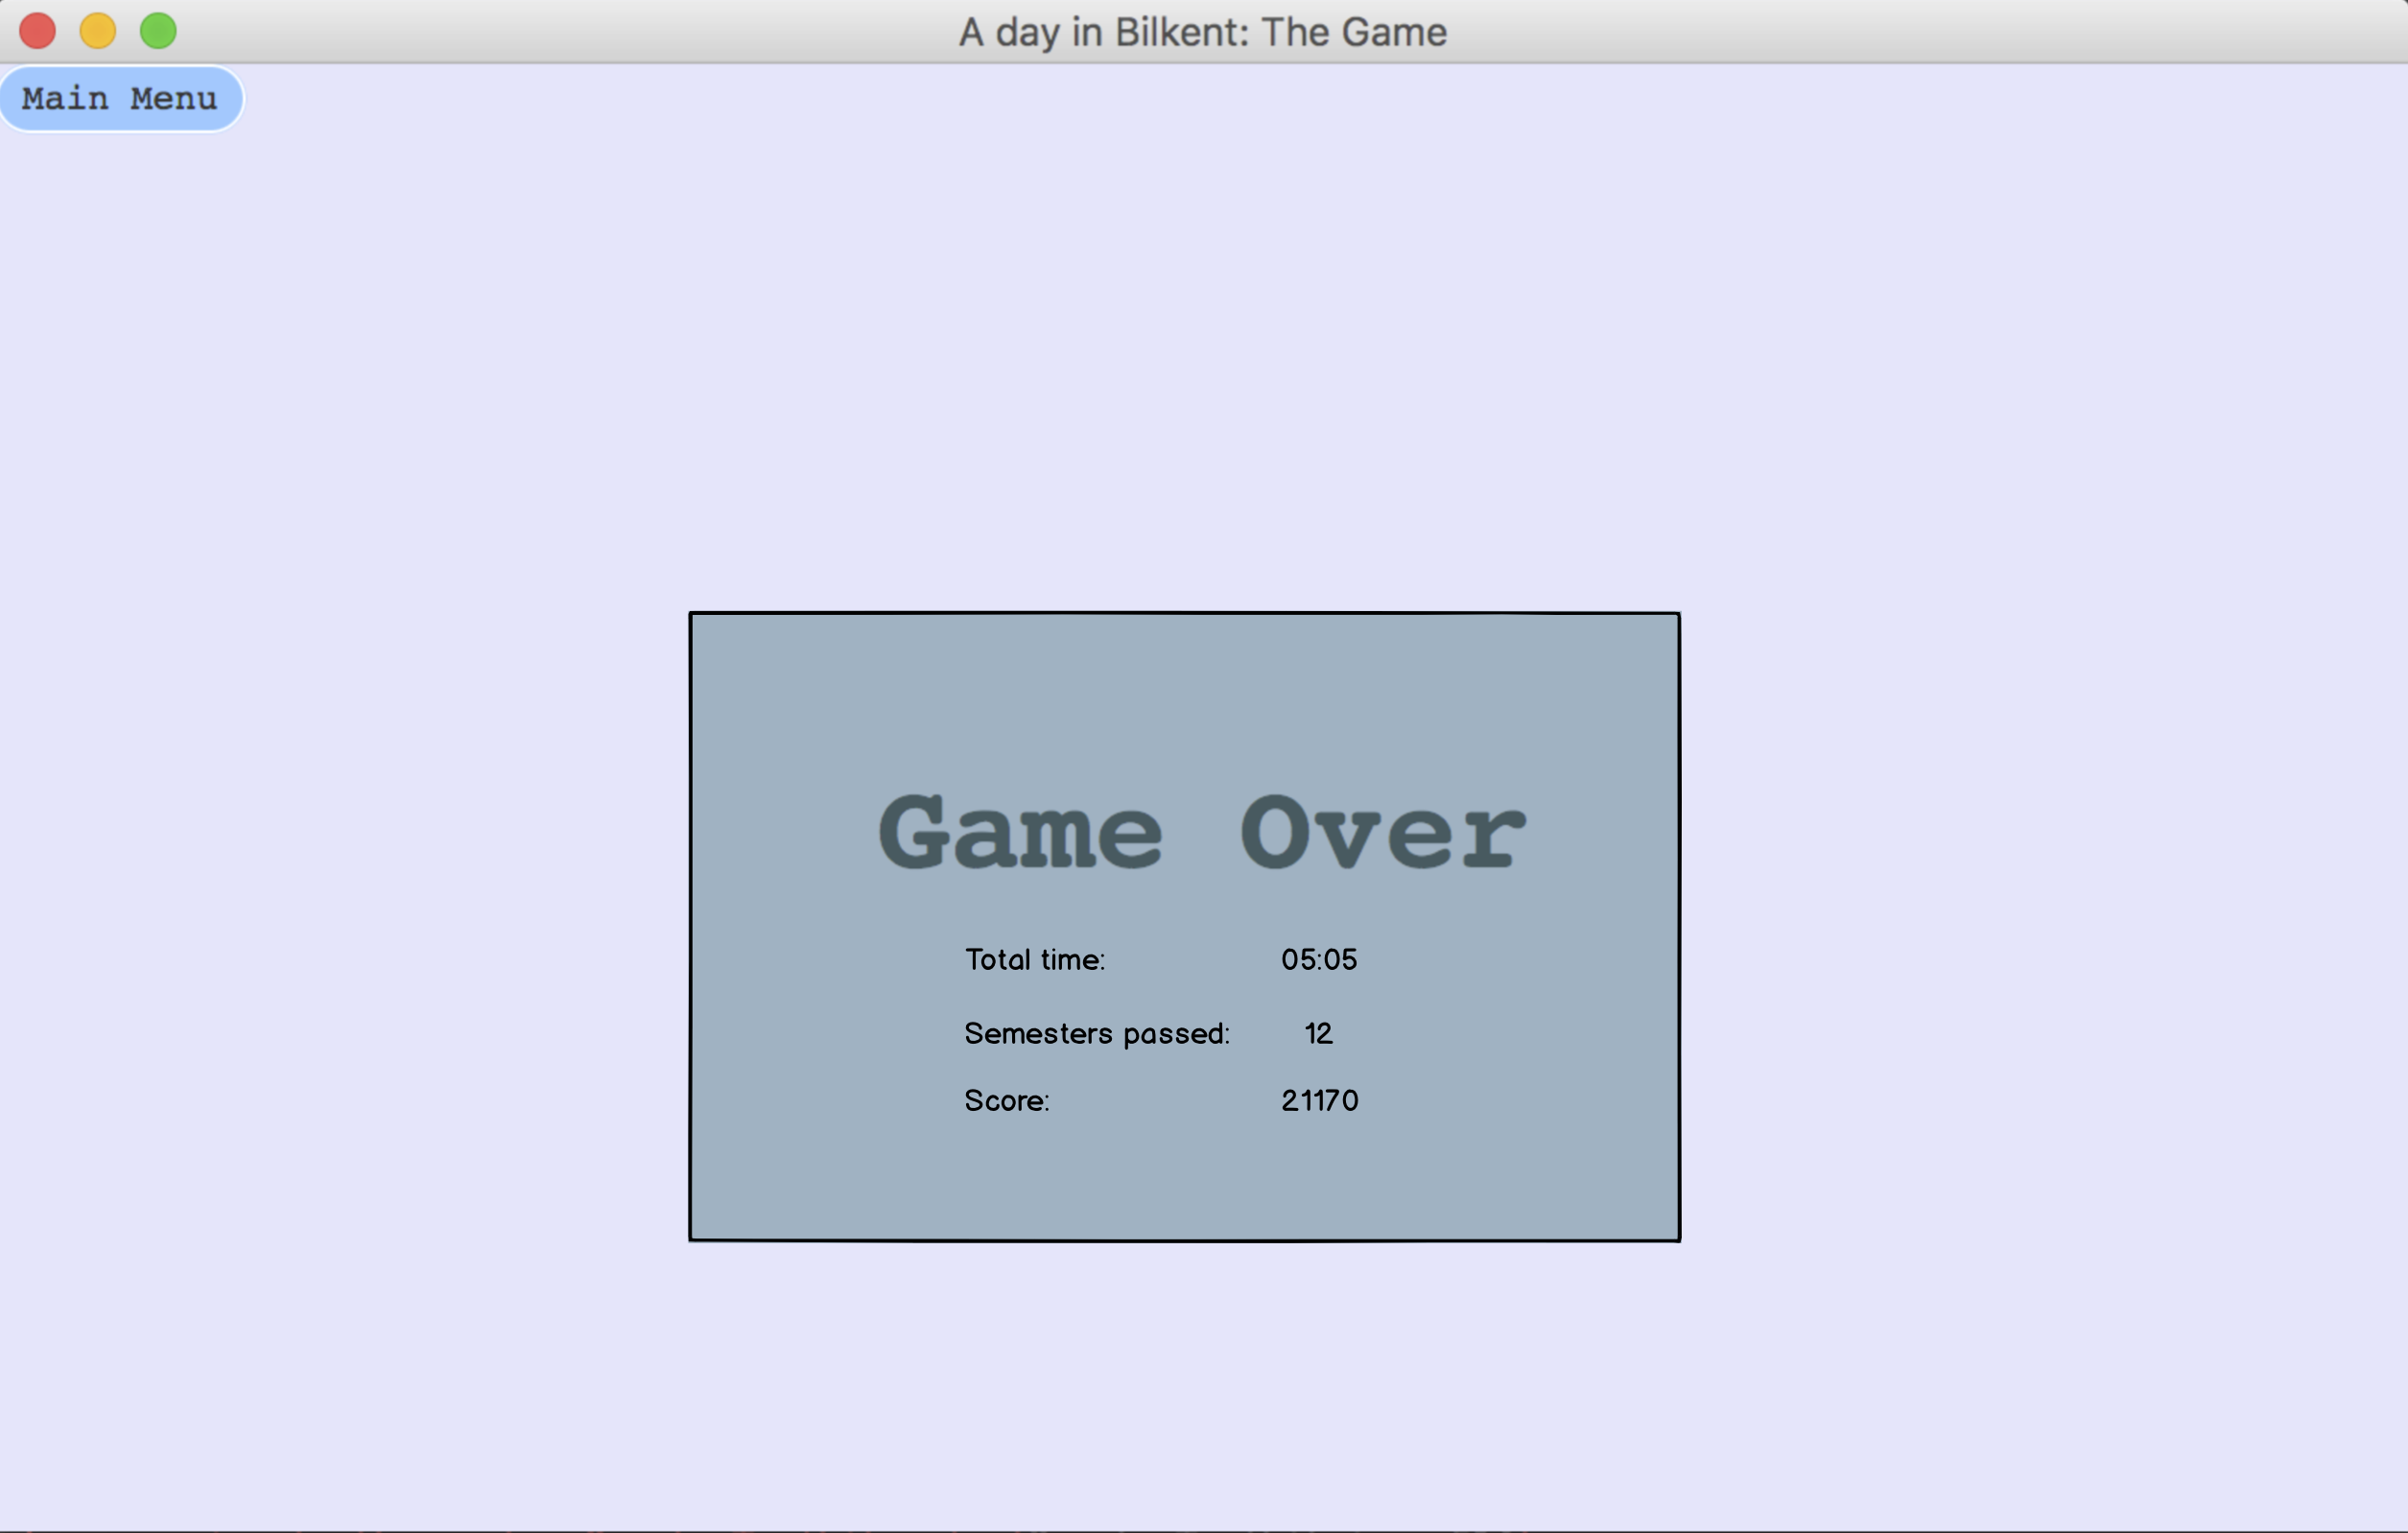 A day in Bilkent: The Game
Main Menu
Game Over
Total time: 05:05
Semesters passed: 12
Score: 21170